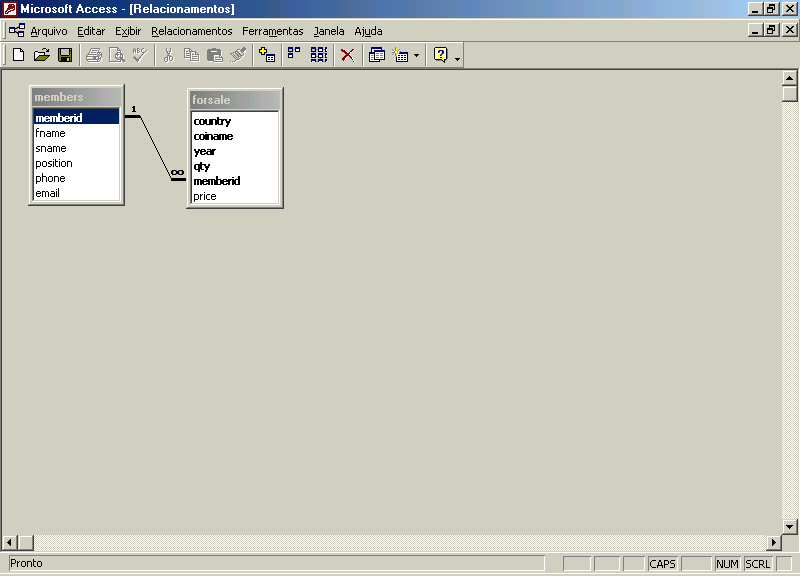 Microsoft Access - [Relacionamentos]
Arquivo Editar Exibir Relacionamentos Ferramentas Janela Ajuda
ABC
members
memberid
fname
sname
position
phone
email
1
∞
forsale
country
coiname
year
qty
memberid
price
Pronto
CAPS NUM SCRL